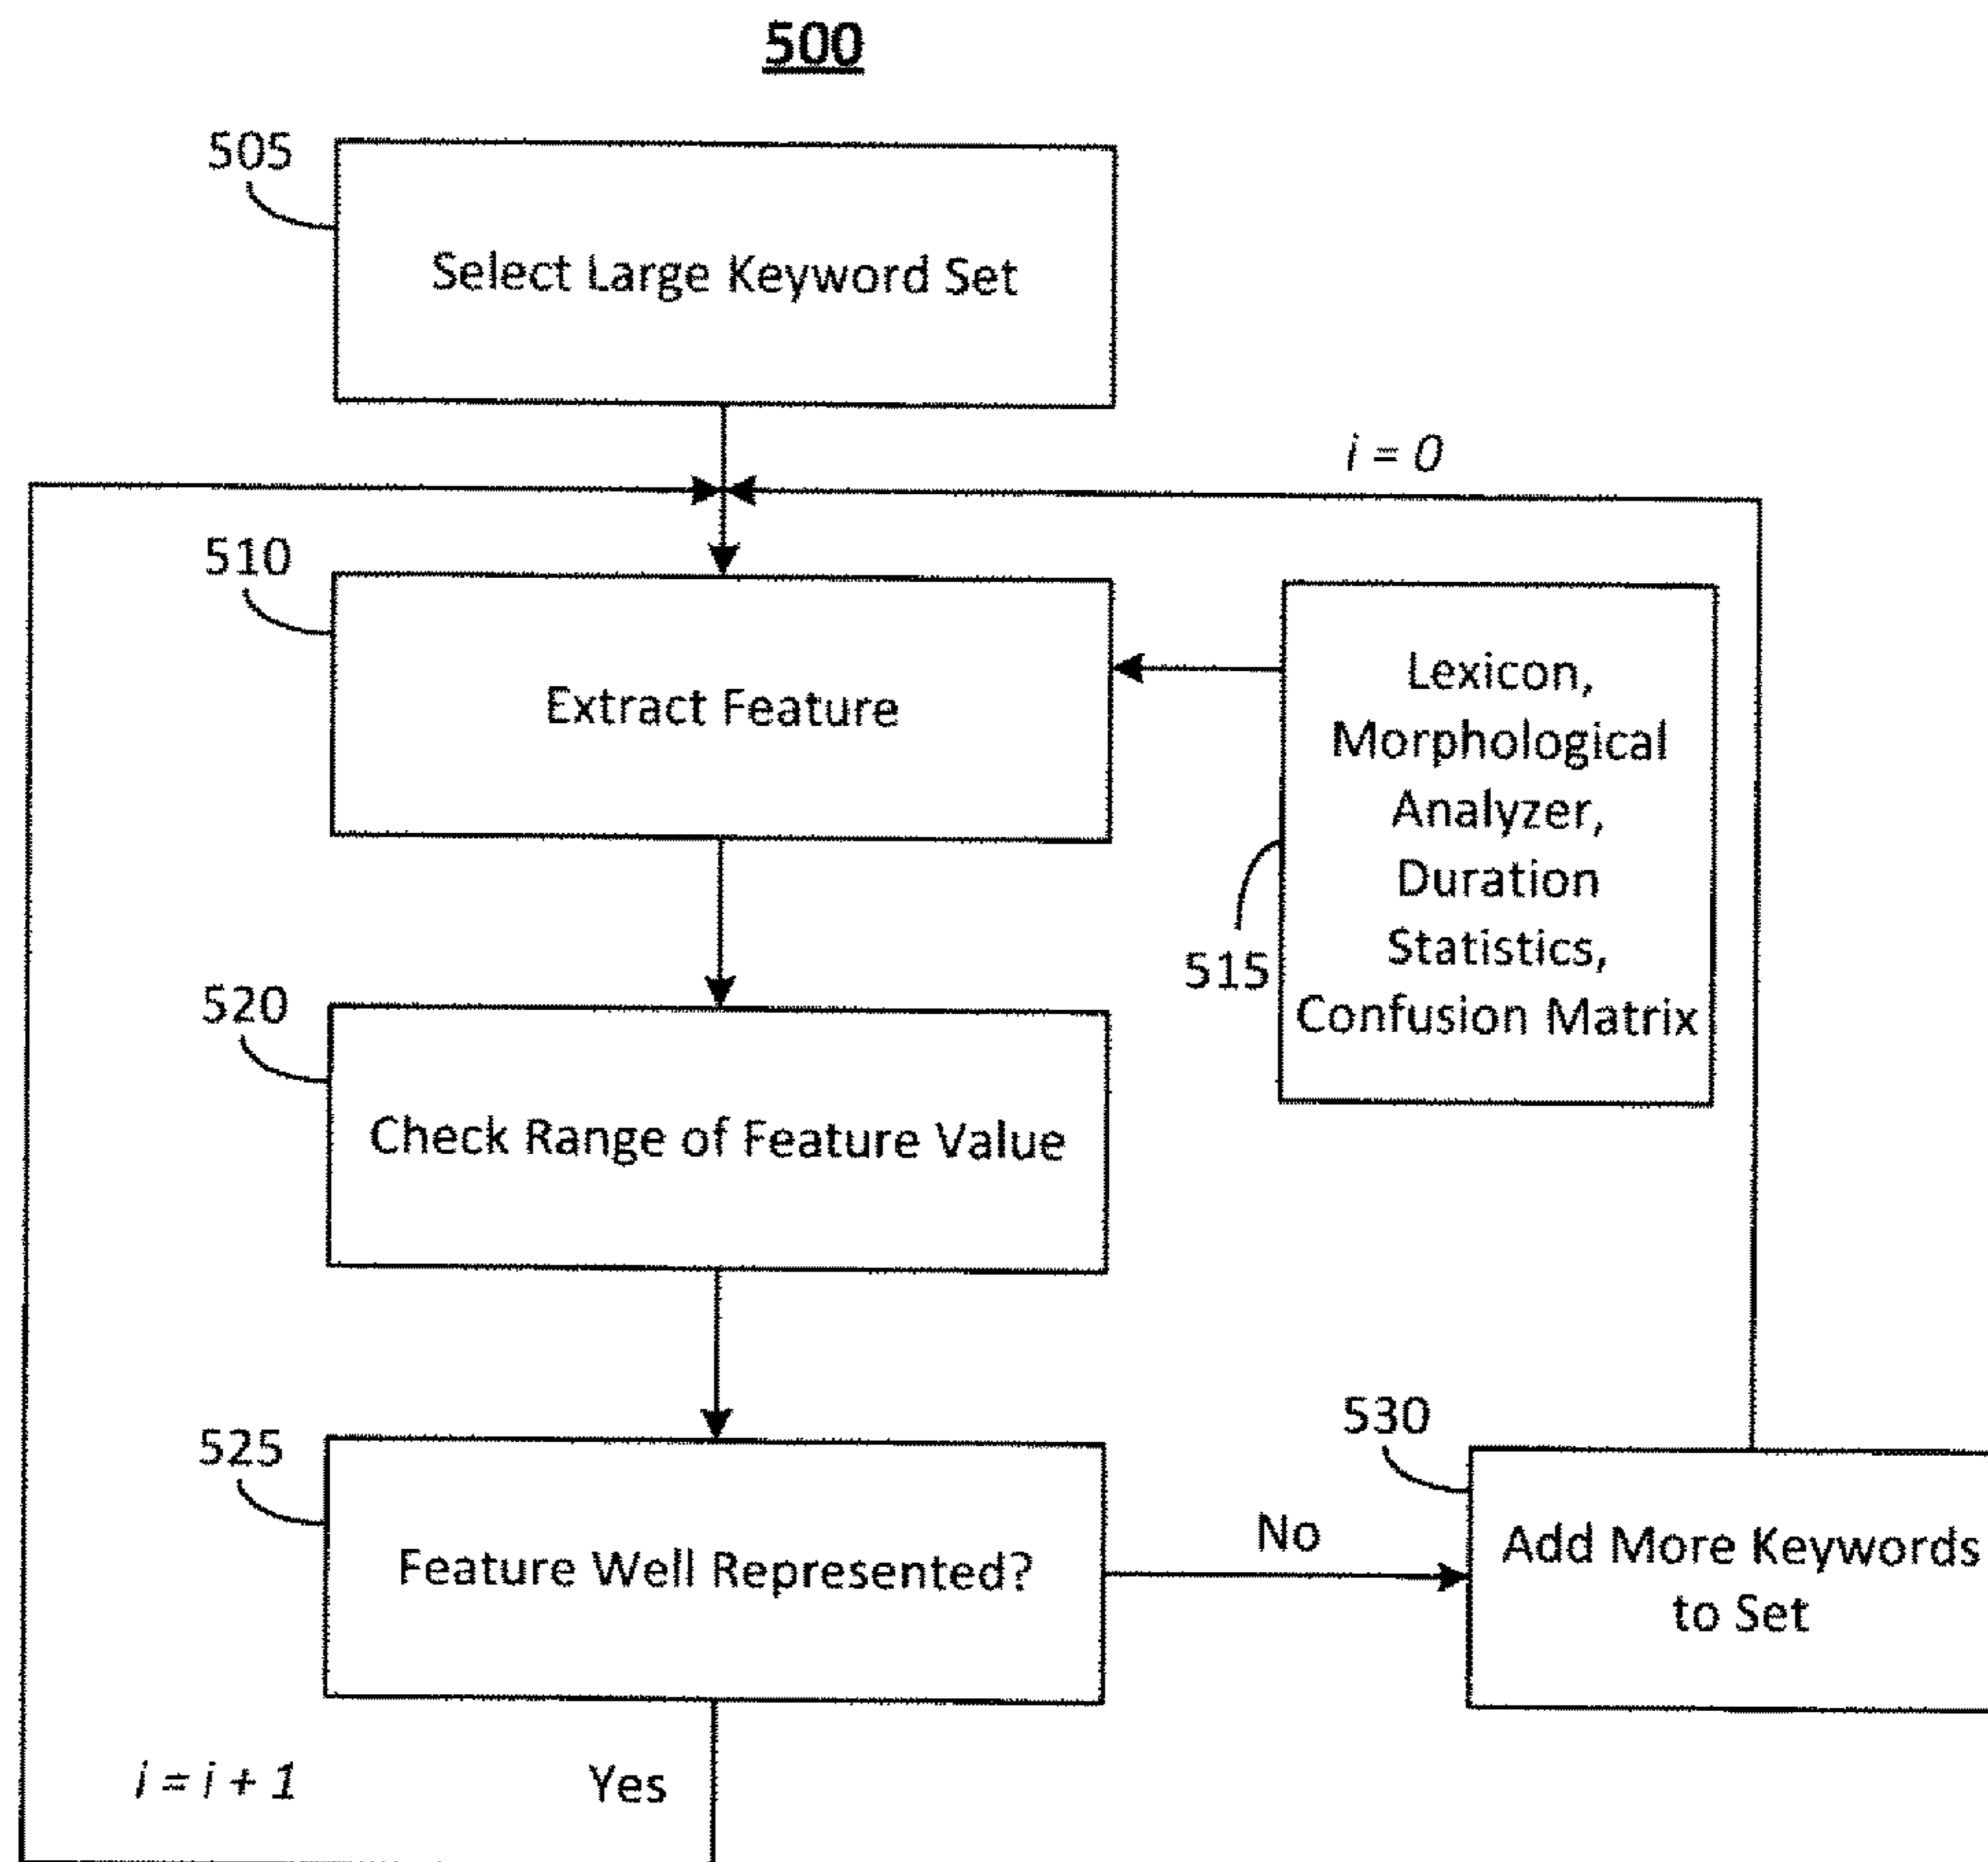 500
505
Select Large Keyword Set
i = 0
510
Extract Feature
Lexicon,
Morphological
Analyzer,
Duration
Statistics,
Confusion Matrix
515
520
Check Range of Feature Value
525
Feature Well Represented?
No
530
Add More Keywords
to Set
i = i + 1
Yes